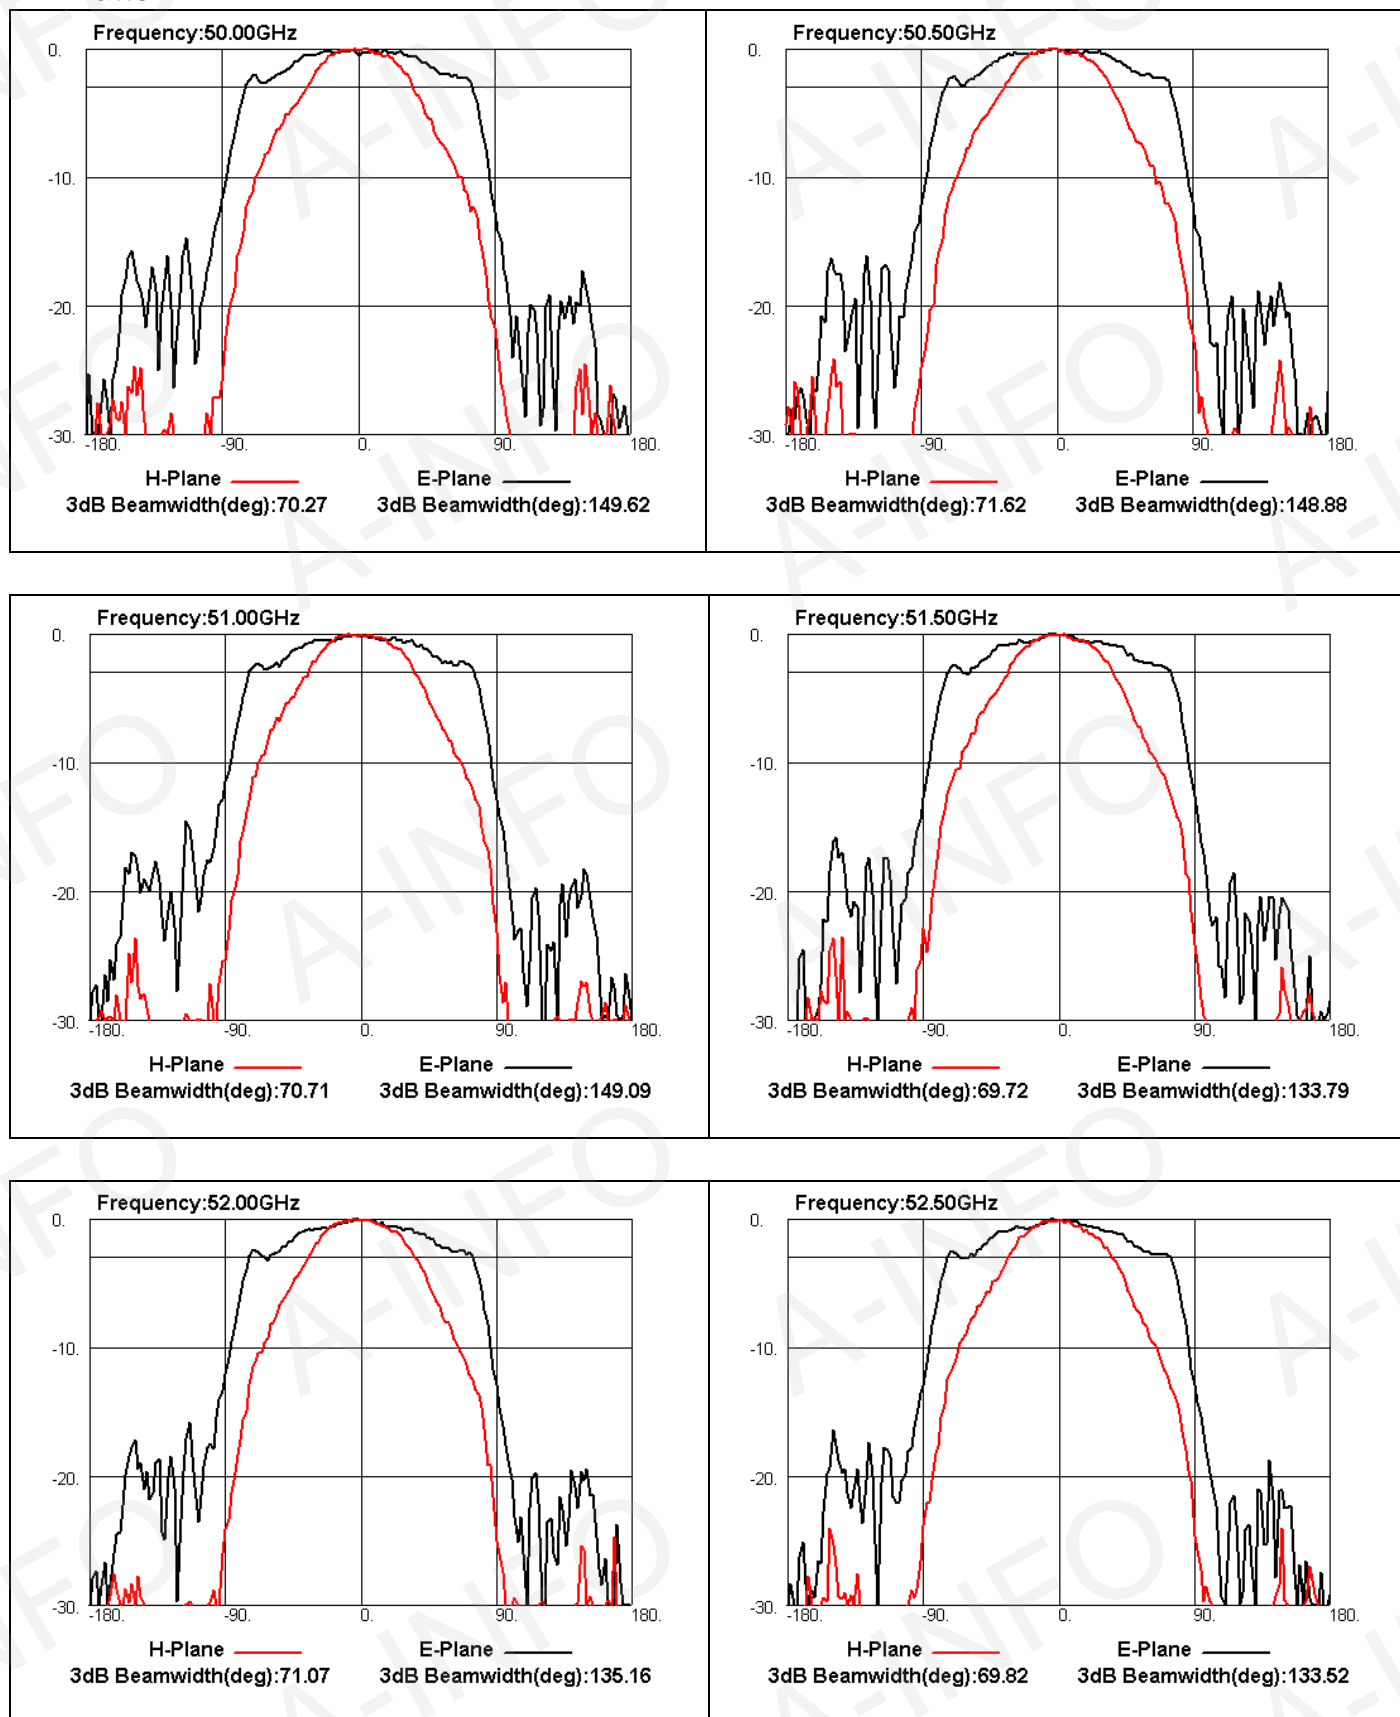 Frequency:50.00GHz
0.
-10.
-20.
-30.
-180. -90. 0. 90. 180.
H-Plane E-Plane
3dB Beamwidth(deg):70.27 3dB Beamwidth(deg):149.62
Frequency:50.50GHz
0.
-10.
-20.
-30.
-180. -90. 0. 90. 180.
H-Plane E-Plane
3dB Beamwidth(deg):71.62 3dB Beamwidth(deg):148.88
Frequency:51.00GHz
0.
-10.
-20.
-30.
-180. -90. 0. 90. 180.
H-Plane E-Plane
3dB Beamwidth(deg):70.71 3dB Beamwidth(deg):149.09
Frequency:51.50GHz
0.
-10.
-20.
-30.
-180. -90. 0. 90. 180.
H-Plane E-Plane
3dB Beamwidth(deg):69.72 3dB Beamwidth(deg):133.79
Frequency:52.00GHz
0.
-10.
-20.
-30.
-180. -90. 0. 90. 180.
H-Plane E-Plane
3dB Beamwidth(deg):71.07 3dB Beamwidth(deg):135.16
Frequency:52.50GHz
0.
-10.
-20.
-30.
-180. -90. 0. 90. 180.
H-Plane E-Plane
3dB Beamwidth(deg):69.82 3dB Beamwidth(deg):133.52
A-INFO